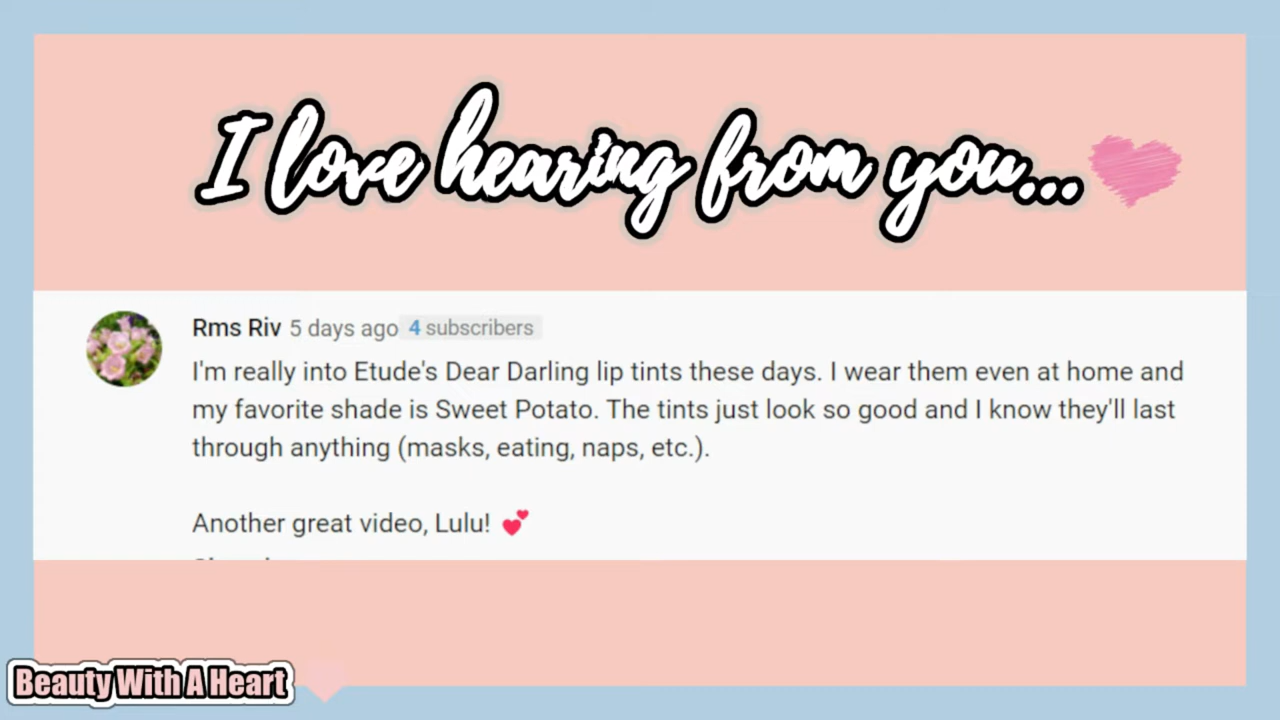 I love hearing from you...
Rms Riv 5 days ago 4 subscribers
I'm really into Etude's Dear Darling lip tints these days. I wear them even at home and
my favorite shade is Sweet Potato. The tints just look so good and I know they'll last
through anything (masks, eating, naps, etc.).
Another great video, Lulu! 💕
Beauty With A Heart